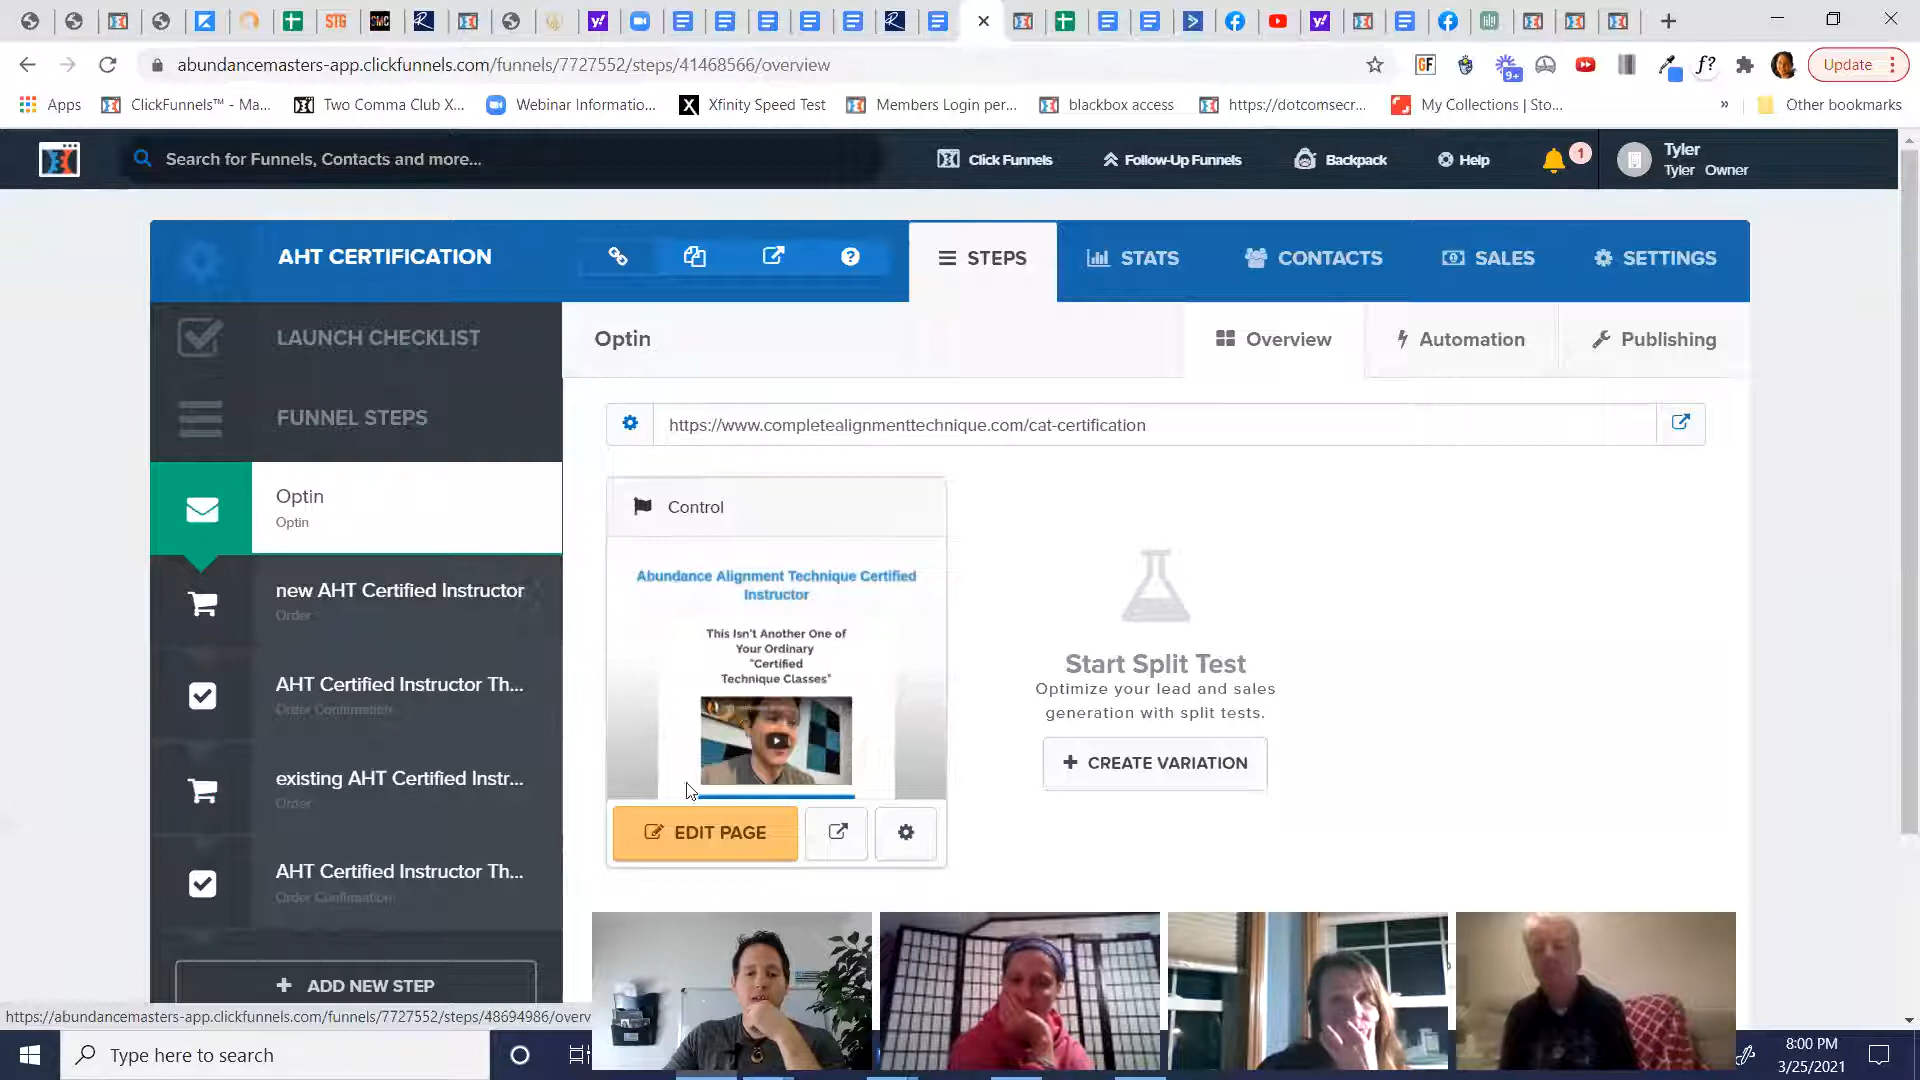 STG
SMC
abundancemasters-app.clickfunnels.com/funnels/7727552/steps/41468566/overview
GF
9+
f?
Update
Apps
ClickFunnels™ - Ma...
Two Comma Club X...
Webinar Informatio...
Xfinity Speed Test
Members Login per...
blackbox access
https://dotcomsecr...
My Collections | Sto...
»
Other bookmarks
Search for Funnels, Contacts and more...
Click Funnels
Follow-Up Funnels
Backpack
Help
1
Tyler
Tyler Owner
AHT CERTIFICATION
STEPS
STATS
CONTACTS
SALES
SETTINGS
LAUNCH CHECKLIST
FUNNEL STEPS
Optin
Overview
Automation
Publishing
https://www.completealignmenttechnique.com/cat-certification
Optin
Optin
new AHT Certified Instructor
Order
AHT Certified Instructor Th...
Order Confirmation
existing AHT Certified Instr...
Order
AHT Certified Instructor Th...
Order Confirmation
+ ADD NEW STEP
Control
Abundance Alignment Technique Certified
Instructor
This Isn't Another One of
Your Ordinary
"Certified
Technique Classes"
EDIT PAGE
Start Split Test
Optimize your lead and sales
generation with split tests.
+ CREATE VARIATION
https://abundancemasters-app.clickfunnels.com/funnels/7727552/steps/48694986/overv
Type here to search
8:00 PM
3/25/2021